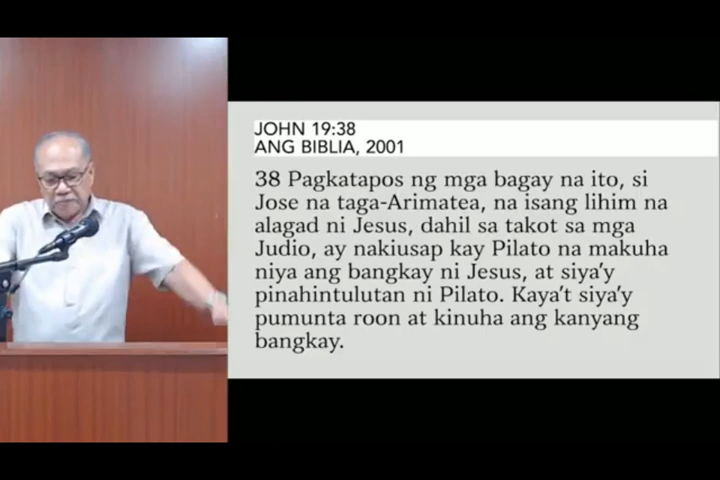 JOHN 19:38
ANG BIBLIA, 2001
38 Pagkatapos ng mga bagay na ito, si
Jose na taga-Arimatea, na isang lihim na
alagad ni Jesus, dahil sa takot sa mga
Judio, ay nakiusap kay Pilato na makuha
niya ang bangkay ni Jesus, at siya'y
pinahintulutan ni Pilato. Kaya't siya'y
pumunta roon at kinuha ang kanyang
bangkay.